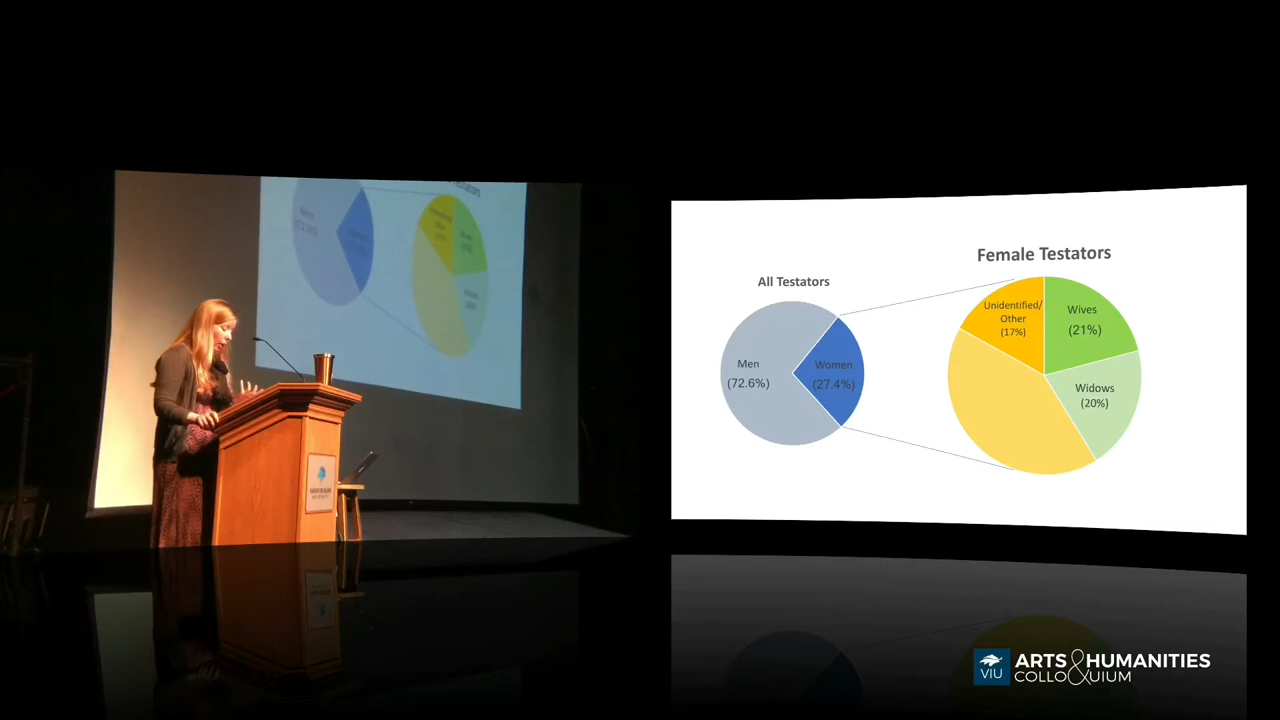 Female Testators
All Testators
Unidentified/
Other
(17%)
Wives
(21%)
Men
(72.6%)
Women
(27.4%)
Widows
(20%)
VIU
ARTS & HUMANITIES
COLLOQUIUM